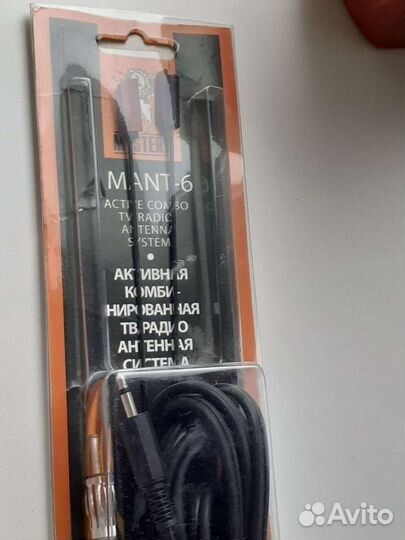 MYSTERY
MANT-6
ACTIVE COMBO
TV/RADIO
ANTENNA
SYSTEM
АКТИВНАЯ
КОМБИ-
НИРОВАННАЯ
ТВ/РАДИО
АНТЕННАЯ
СИСТЕМА
Avito